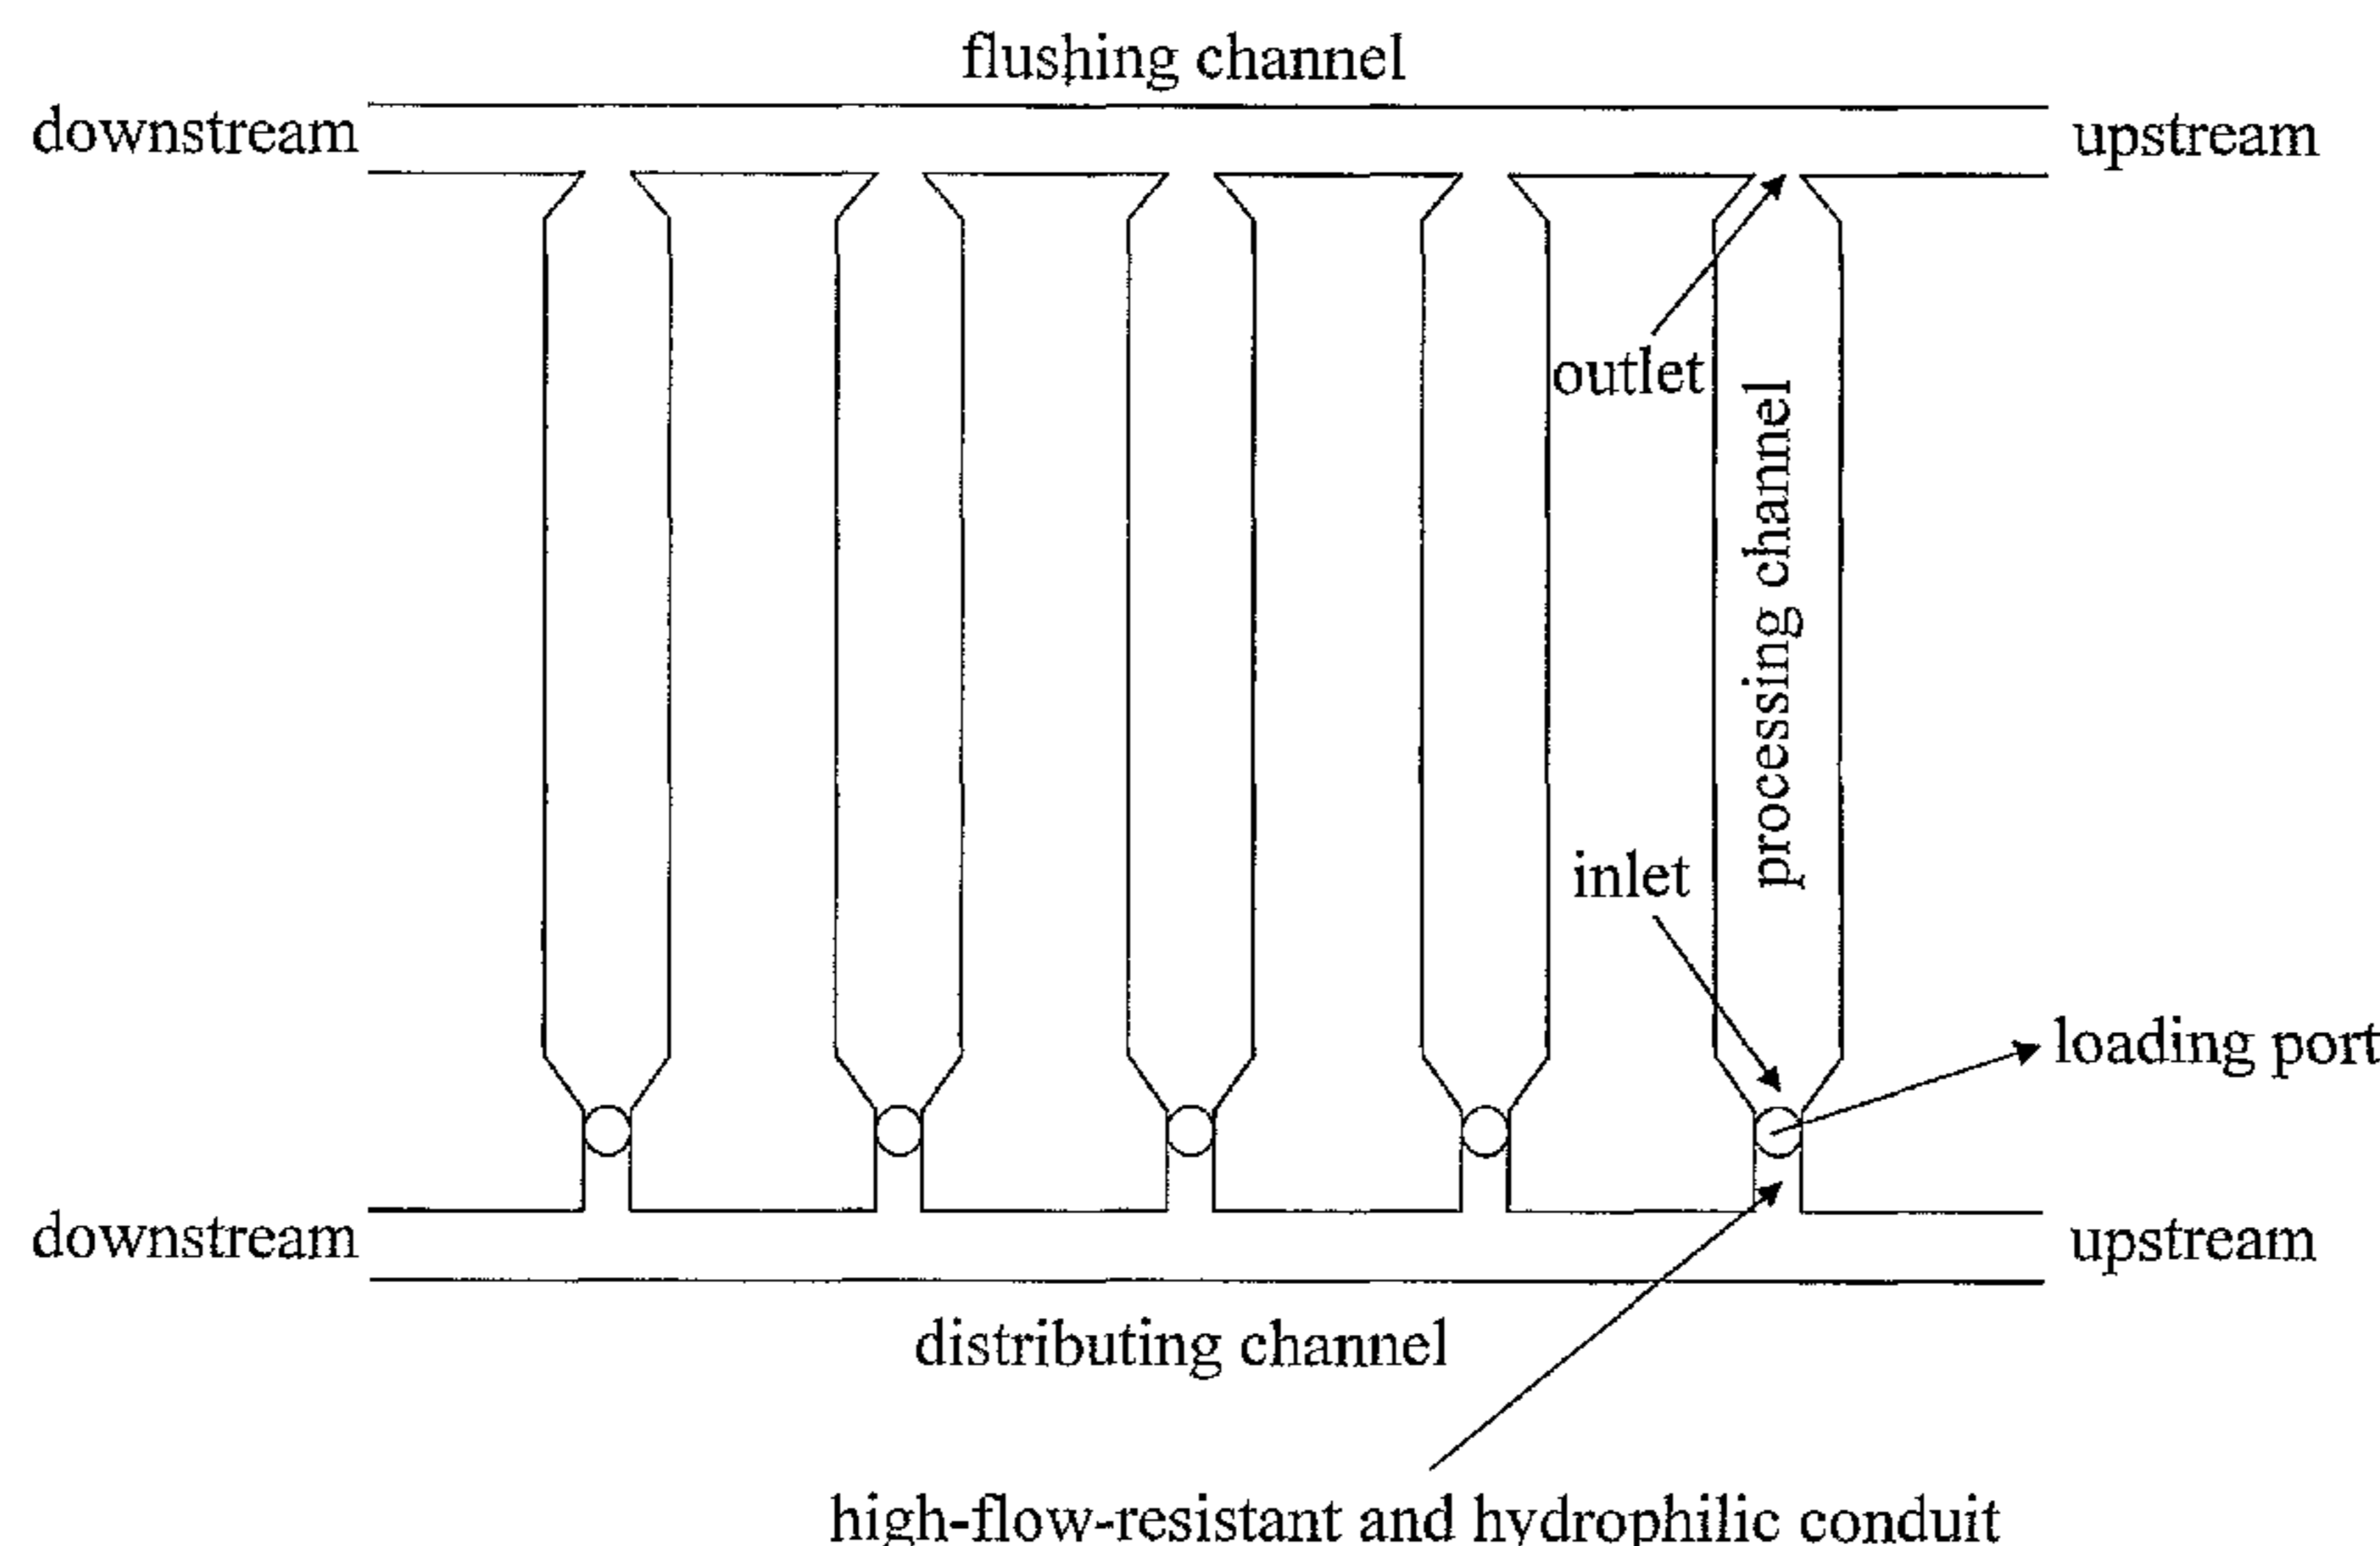 flushing channel
downstream
upstream
outlet
processing channel
inlet
loading port
downstream
upstream
distributing channel
high-flow-resistant and hydrophilic conduit